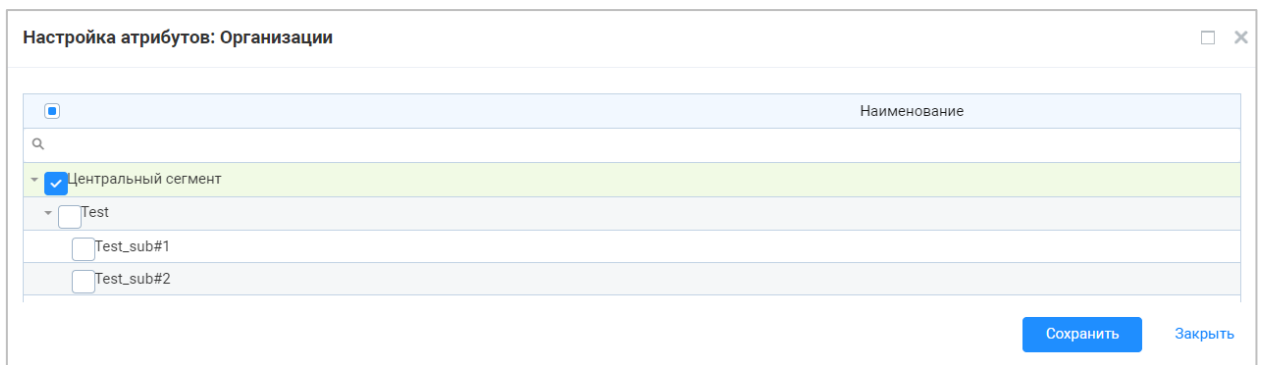 Настройка атрибутов: Организации
Наименование
Центральный сегмент
Test
Test_sub#1
Test_sub#2
Сохранить Закрыть